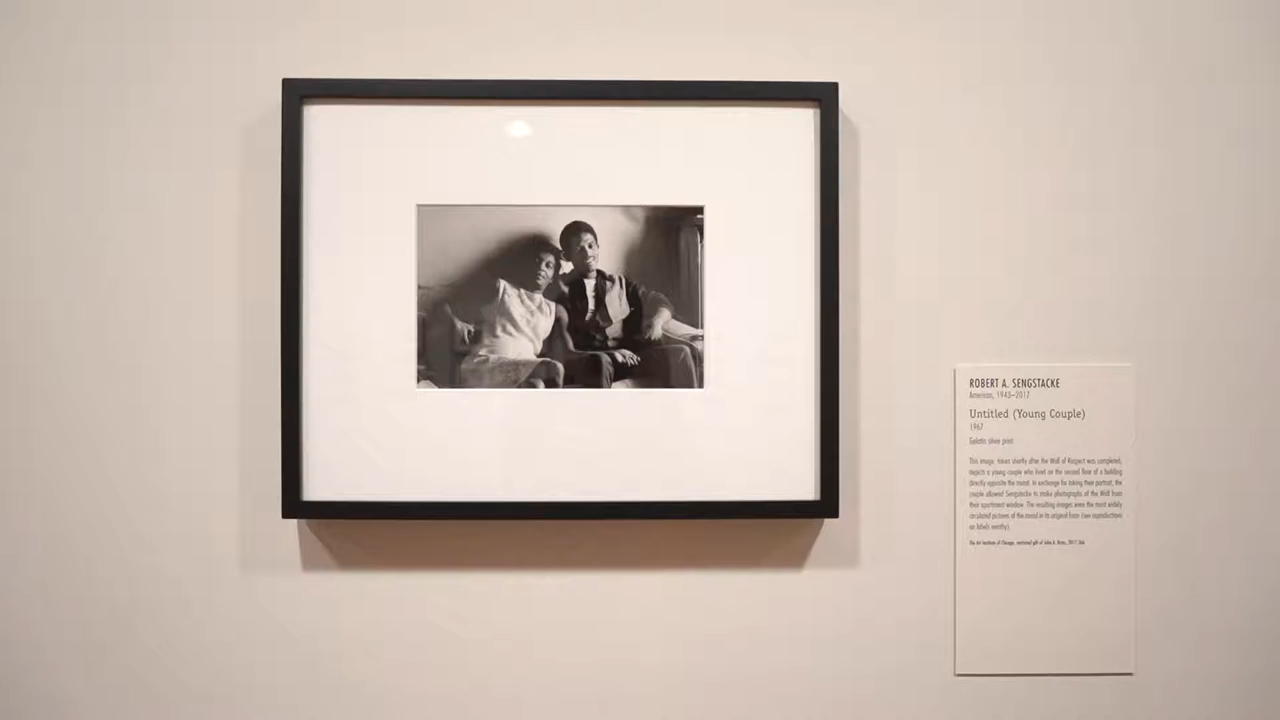 ROBERT A. SENGSTACKE
American, 1943–2017
Untitled (Young Couple)
1967
Gelatin silver print
This image, taken shortly after the Wall of Respect was completed,
depicts a young couple who lived on the second floor of a building
directly opposite the mural. In exchange for taking their portrait, the
couple allowed Sengstacke to make photographs of the Wall from
their apartment window. The resulting images were the most widely
circulated pictures of the mural in its original form (see reproductions
on labels nearby).
The Art Institute of Chicago, restricted gift of John A.